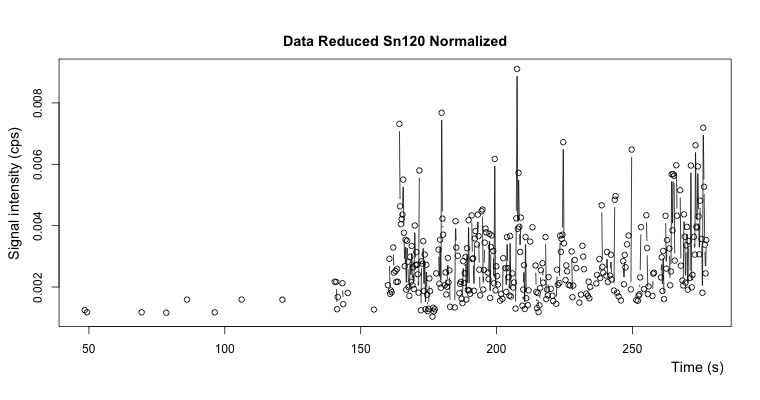 Data Reduced Sn120 Normalized
Signal intensity (cps)
0.008
0.006
0.004
0.002
50 100 150 200 250
Time (s)